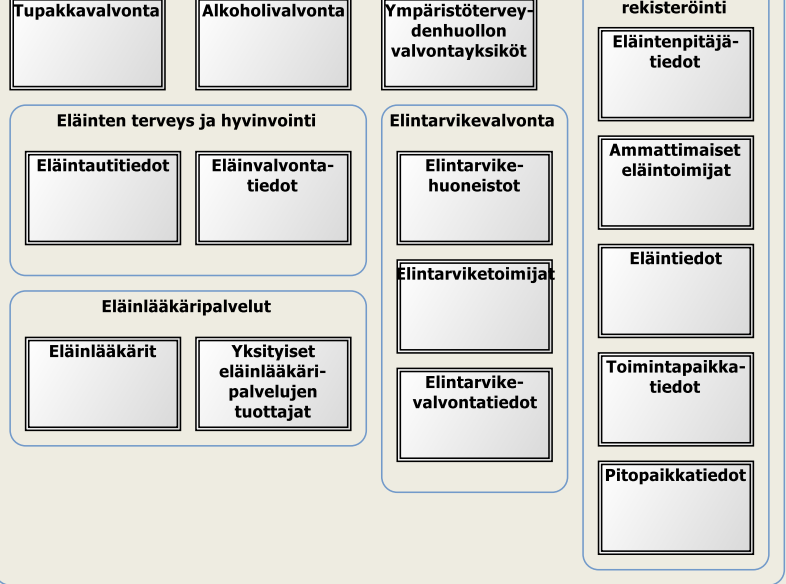 Tupakkavalvonta
Alkoholivalvonta
Ympäristötervey-
denhuollon
valvontayksiköt
Eläinten terveys ja hyvinvointi
Eläintautitiedot
Eläinvalvonta-
tiedot
Eläinlääkäripalvelut
Eläinlääkärit
Yksityiset
eläinlääkäri-
palvelujen
tuottajat
Elintarvikevalvonta
Elintarvike-
huoneistot
Elintarviketoimijat
Elintarvike-
valvontatiedot
rekisteröinti
Eläintenpitäjä-
tiedot
Ammattimaiset
eläintoimijat
Eläintiedot
Toimintapaikka-
tiedot
Pitopaikkatiedot